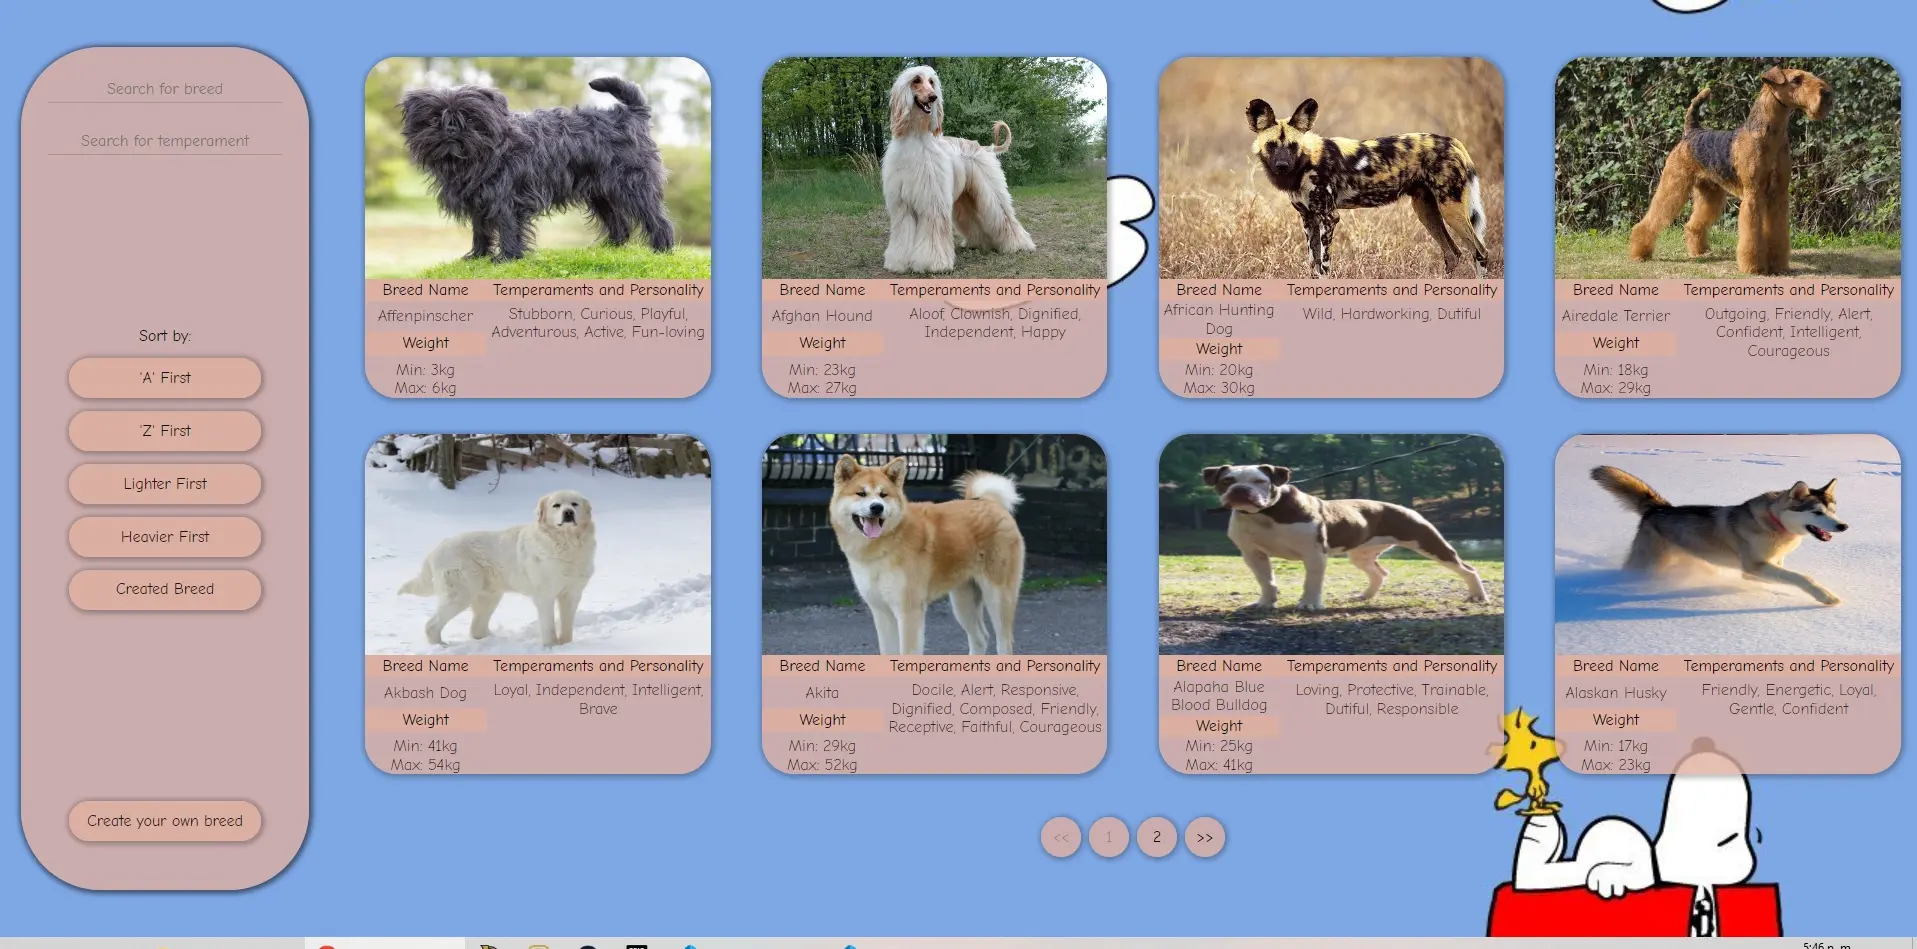 Search for breed
Search for temperament
Sort by:
'A' First
'Z' First
Lighter First
Heavier First
Created Breed
Create your own breed
Breed Name
Affenpinscher
Weight
Min: 3kg
Max: 6kg
Temperaments and Personality
Stubborn, Curious, Playful,
Adventurous, Active, Fun-loving
Breed Name
Afghan Hound
Weight
Min: 23kg
Max: 27kg
Temperaments and Personality
Aloof, Clownish, Dignified,
Independent, Happy
Breed Name
African Hunting
Dog
Weight
Min: 20kg
Max: 30kg
Temperaments and Personality
Wild, Hardworking, Dutiful
Breed Name
Airedale Terrier
Weight
Min: 18kg
Max: 29kg
Temperaments and Personality
Outgoing, Friendly, Alert,
Confident, Intelligent,
Courageous
Breed Name
Akbash Dog
Weight
Min: 41kg
Max: 54kg
Temperaments and Personality
Loyal, Independent, Intelligent,
Brave
Breed Name
Akita
Weight
Min: 29kg
Max: 52kg
Temperaments and Personality
Docile, Alert, Responsive,
Dignified, Composed, Friendly,
Receptive, Faithful, Courageous
Breed Name
Alapaha Blue
Blood Bulldog
Weight
Min: 25kg
Max: 41kg
Temperaments and Personality
Loving, Protective, Trainable,
Dutiful, Responsible
Breed Name
Alaskan Husky
Weight
Min: 17kg
Max: 23kg
Temperaments and Personality
Friendly, Energetic, Loyal,
Gentle, Confident
<< 1 2 >>
5:46 p. m.